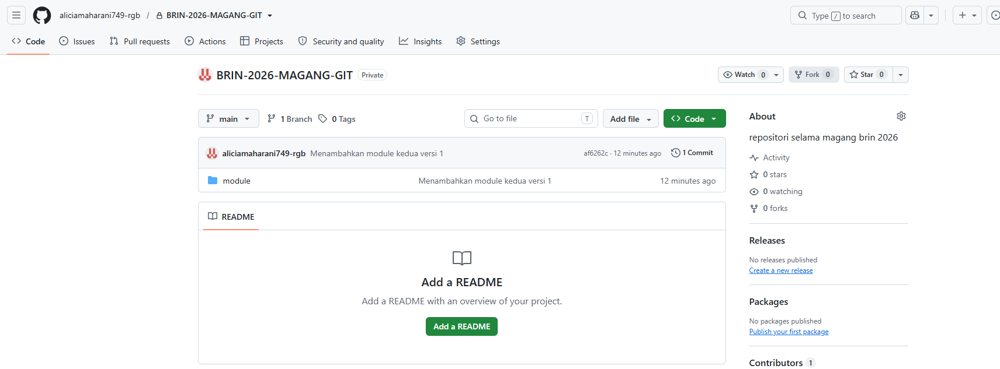 aliciamaharani749-rgb / BRIN-2026-MAGANG-GIT
Type / to search
Code Issues Pull requests Actions Projects Security and quality Insights Settings
BRIN-2026-MAGANG-GIT Private
Watch 0 Fork 0 Star 0
main 1 Branch 0 Tags
Go to file T Add file Code
aliciamaharani749-rgb Menambahkan module kedua versi 1 af6262c · 12 minutes ago 1 Commit
module Menambahkan module kedua versi 1 12 minutes ago
README
Add a README
Add a README with an overview of your project.
Add a README
About
repositori selama magang brin 2026
Activity
0 stars
0 watching
0 forks
Releases
No releases published
Create a new release
Packages
No packages published
Publish your first package
Contributors 1